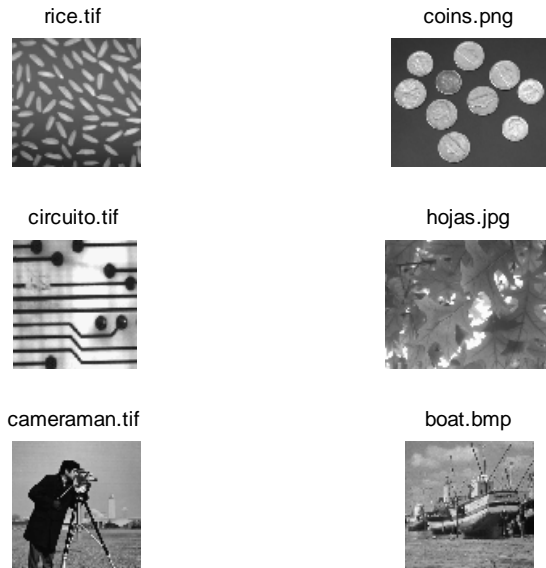 rice.tif
coins.png
circuito.tif
hojas.jpg
cameraman.tif
boat.bmp